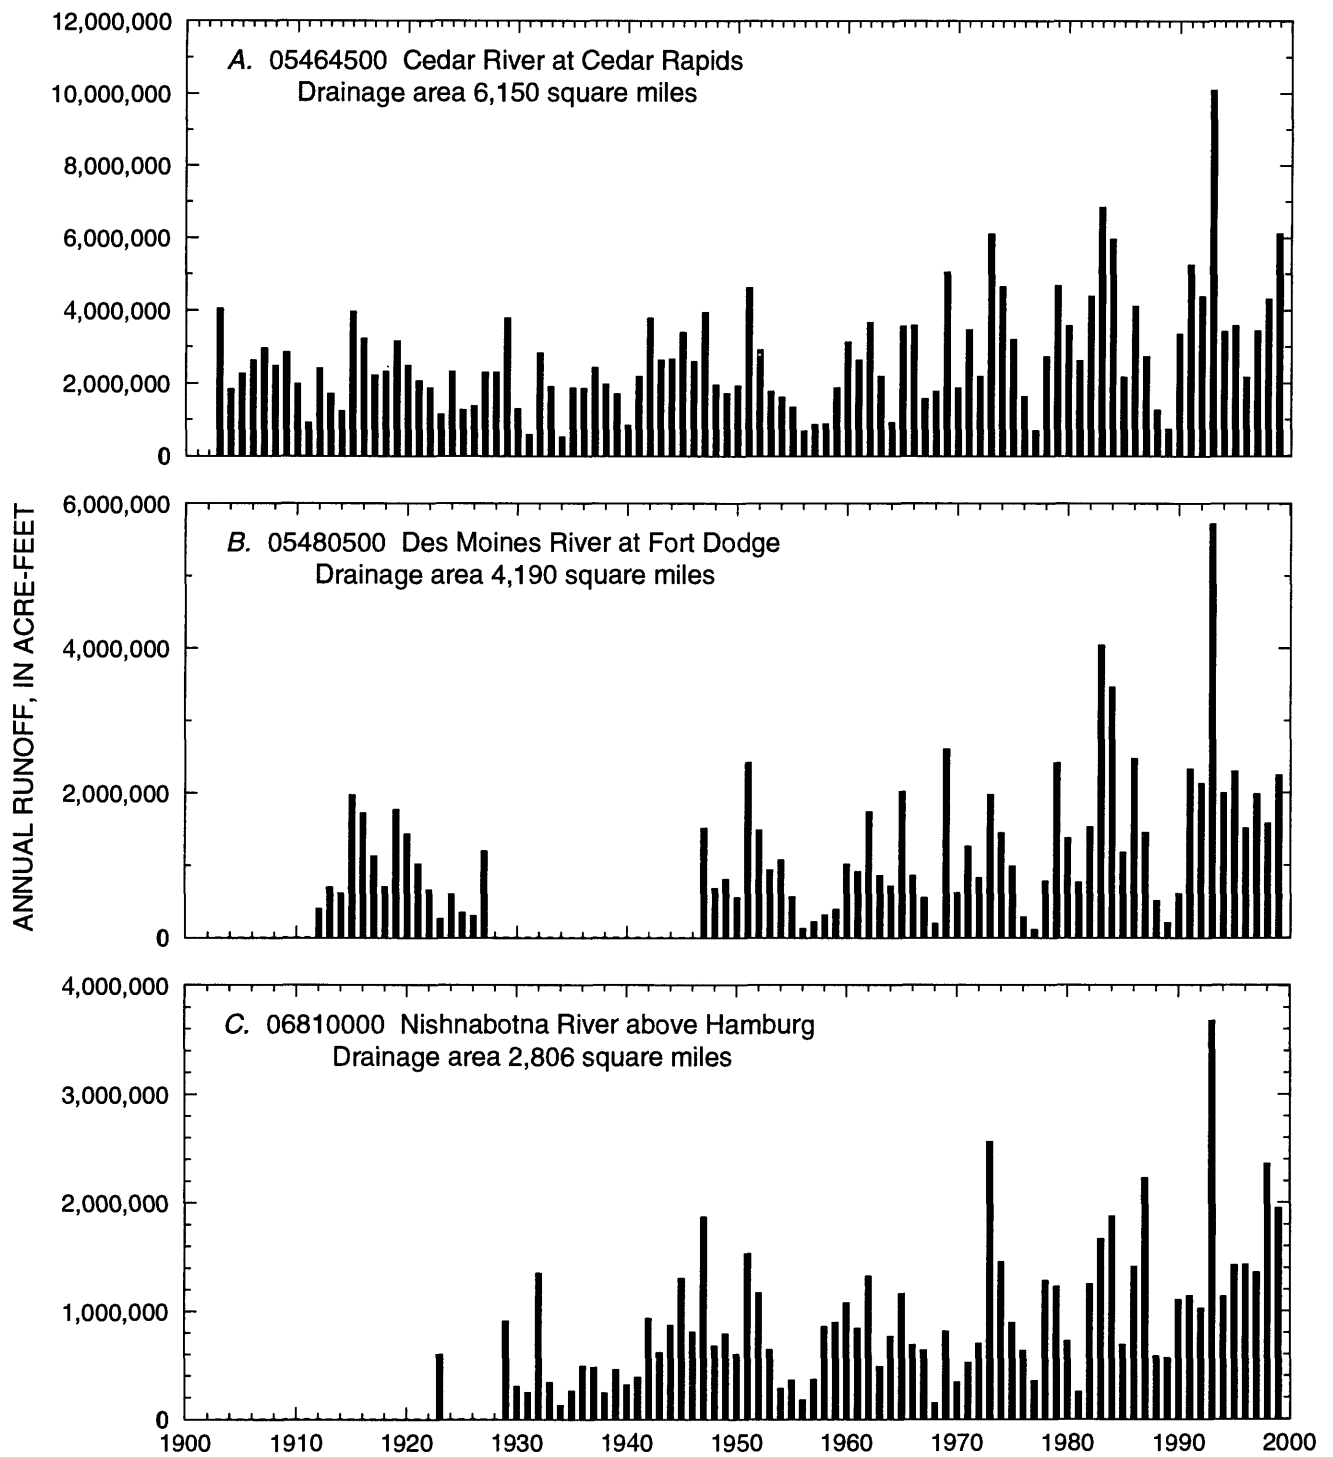 12,000,000
A. 05464500 Cedar River at Cedar Rapids
Drainage area 6,150 square miles
10,000,000
8,000,000
6,000,000
4,000,000
2,000,000
0
ANNUAL RUNOFF, IN ACRE-FEET
6,000,000
B. 05480500 Des Moines River at Fort Dodge
Drainage area 4,190 square miles
4,000,000
2,000,000
0
4,000,000
C. 06810000 Nishnabotna River above Hamburg
Drainage area 2,806 square miles
3,000,000
2,000,000
1,000,000
0
1900 1910 1920 1930 1940 1950 1960 1970 1980 1990 2000